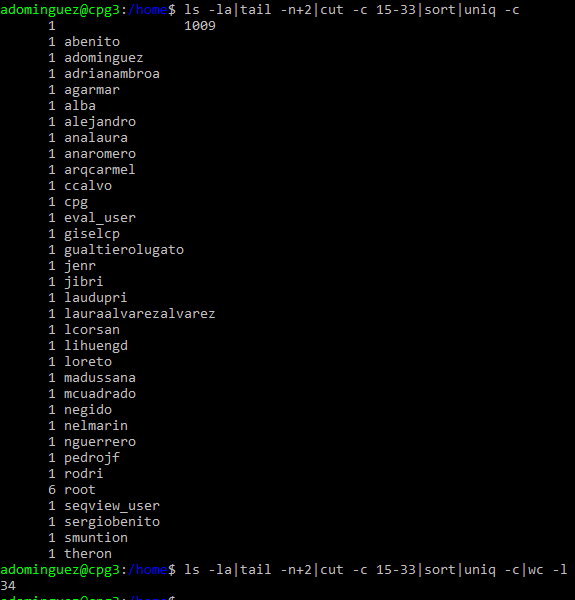 adominguez@cpg3:/home$ ls -la|tail -n+2|cut -c 15-33|sort|uniq -c
      1                1009
      1 abenito
      1 adominguez
      1 adrianambroa
      1 agarmar
      1 alba
      1 alejandro
      1 analaura
      1 anaromero
      1 arqcarmel
      1 ccalvo
      1 cpg
      1 eval_user
      1 giselcp
      1 gualtierolugato
      1 jenr
      1 jibri
      1 laudupri
      1 lauraalvarezalvarez
      1 lcorsan
      1 lihuengd
      1 loreto
      1 madussana
      1 mcuadrado
      1 negido
      1 nelmarin
      1 nguerrero
      1 pedrojf
      1 rodri
      6 root
      1 seqview_user
      1 sergiobenito
      1 smuntion
      1 theron
adominguez@cpg3:/home$ ls -la|tail -n+2|cut -c 15-33|sort|uniq -c|wc -l
34